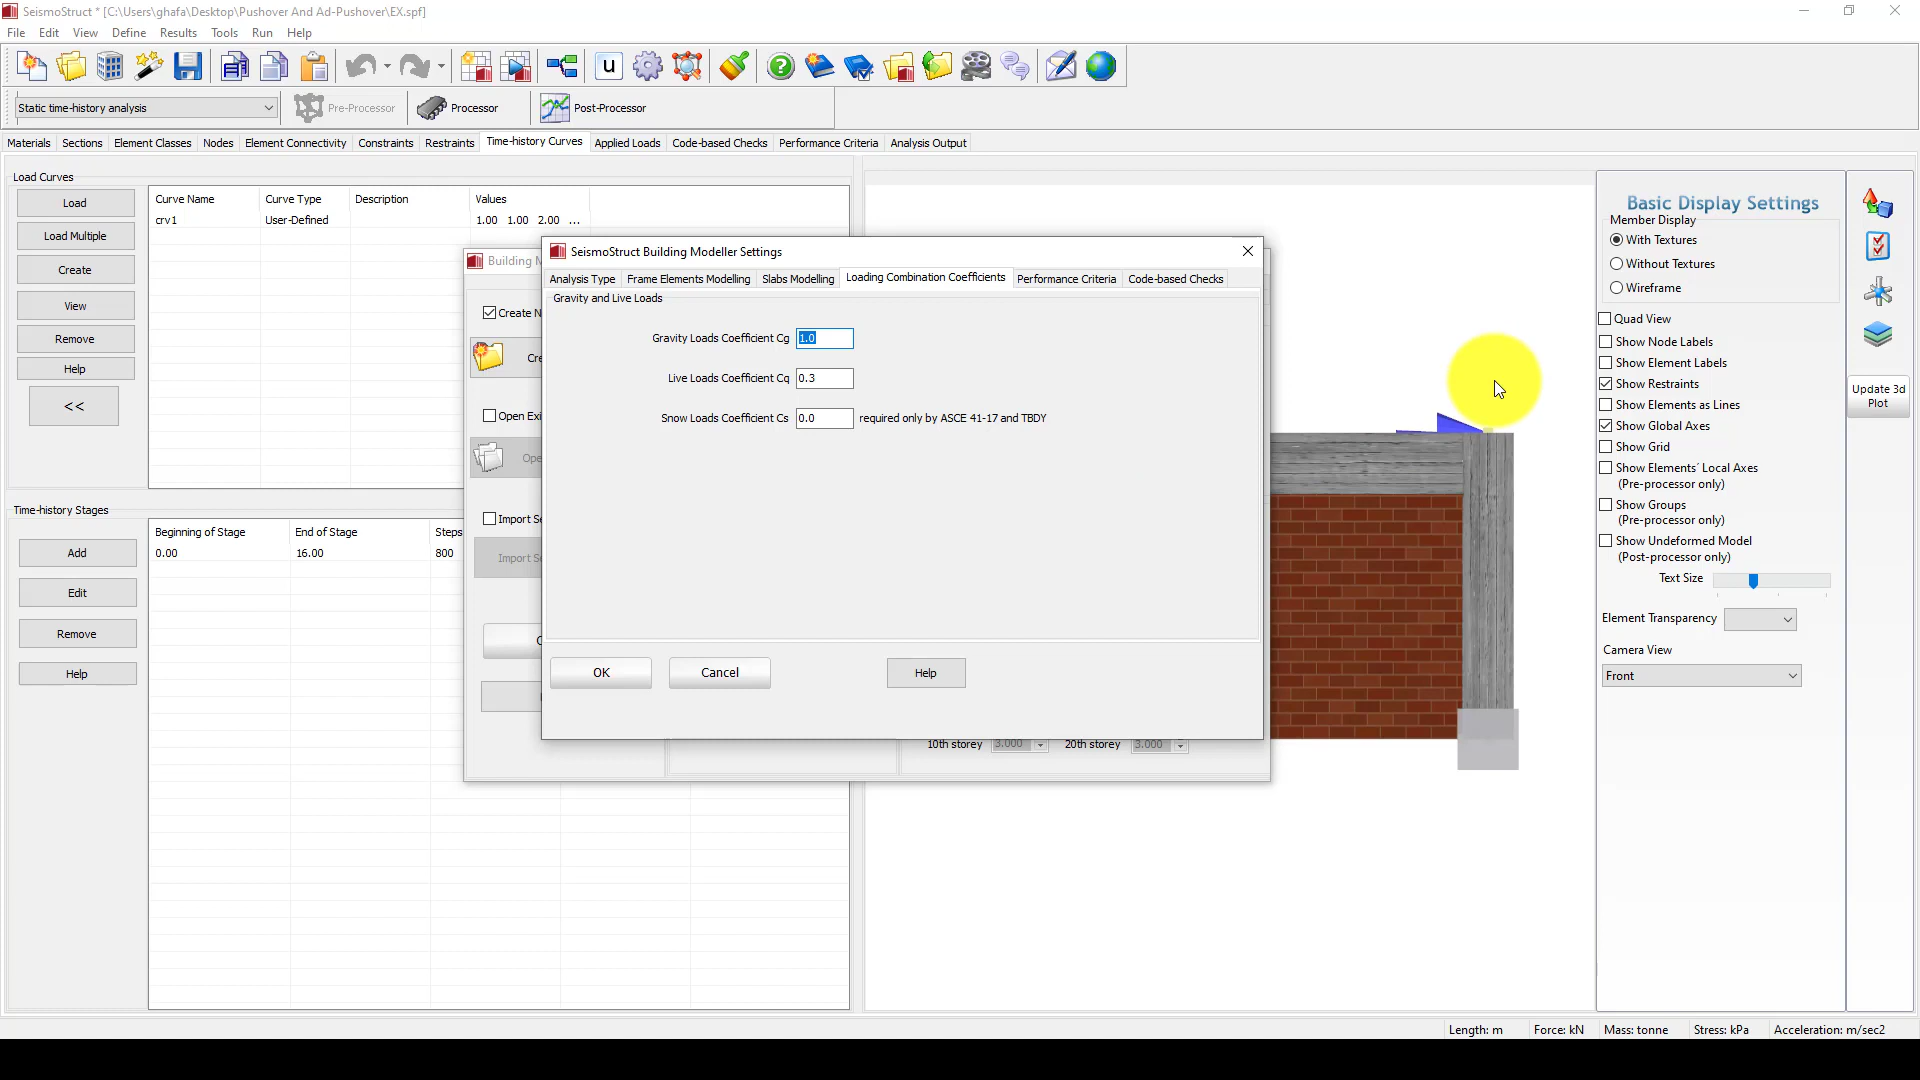 SeismoStruct * [C:\Users\ghafa\Desktop\Pushover And Ad-Pushover\EX.spf]
File Edit View Define Results Tools Run Help
u
Static time-history analysis Pre-Processor Processor Post-Processor
Materials Sections Element Classes Nodes Element Connectivity Constraints Restraints Time-history Curves Applied Loads Code-based Checks Performance Criteria Analysis Output
Load Curves
Load
Load Multiple
Create
View
Remove
Help
<<
Curve Name Curve Type Description Values
crv1 User-Defined 1.00 1.00 2.00 ...
Time-history Stages
Add
Edit
Remove
Help
Beginning of Stage End of Stage Steps
0.00 16.00 800
Building M
Create N
Cre
Open Exi
Ope
Import Se
Import Se
10th storey 3.000 20th storey 3.000
SeismoStruct Building Modeller Settings
Analysis Type Frame Elements Modelling Slabs Modelling Loading Combination Coefficients Performance Criteria Code-based Checks
Gravity and Live Loads
Gravity Loads Coefficient Cg 1.0
Live Loads Coefficient Cq 0.3
Snow Loads Coefficient Cs 0.0 required only by ASCE 41-17 and TBDY
OK Cancel Help
Basic Display Settings
Member Display
With Textures
Without Textures
Wireframe
Quad View
Show Node Labels
Show Element Labels
Show Restraints
Show Elements as Lines
Show Global Axes
Show Grid
Show Elements´ Local Axes
(Pre-processor only)
Show Groups
(Pre-processor only)
Show Undeformed Model
(Post-processor only)
Text Size
Element Transparency
Camera View
Front
Update 3d
Plot
Length: m Force: kN Mass: tonne Stress: kPa Acceleration: m/sec2